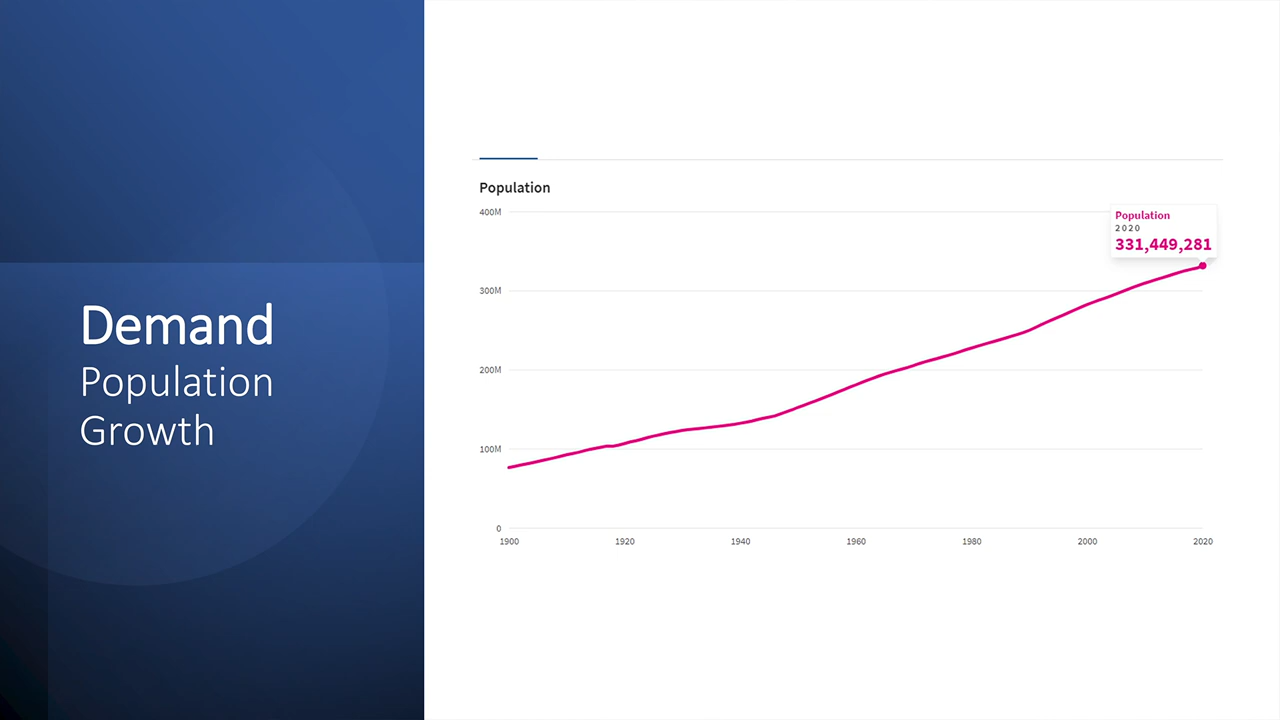 Demand
Population
Growth
Population
400M
300M
200M
100M
0
1900 1920 1940 1960 1980 2000 2020
Population
2020
331,449,281